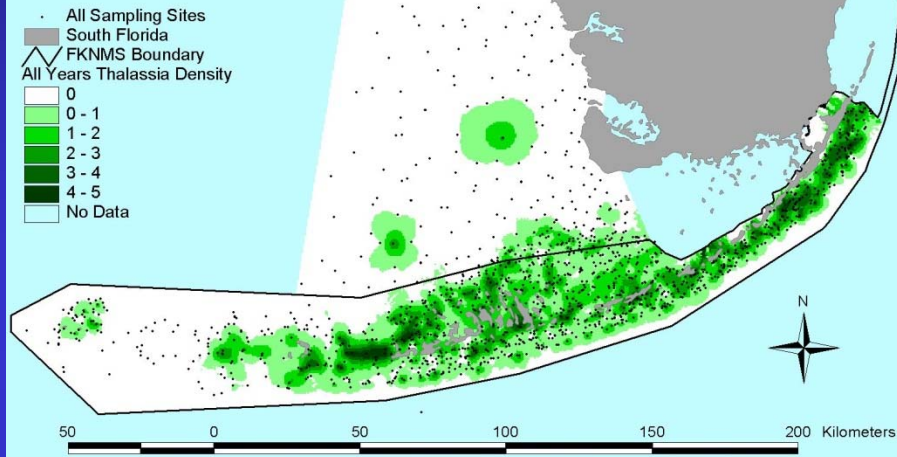 All Sampling Sites
South Florida
FKNMS Boundary
All Years Thalassia Density
0
0 - 1
1 - 2
2 - 3
3 - 4
4 - 5
No Data
N
50 0 50 100 150 200 Kilometers